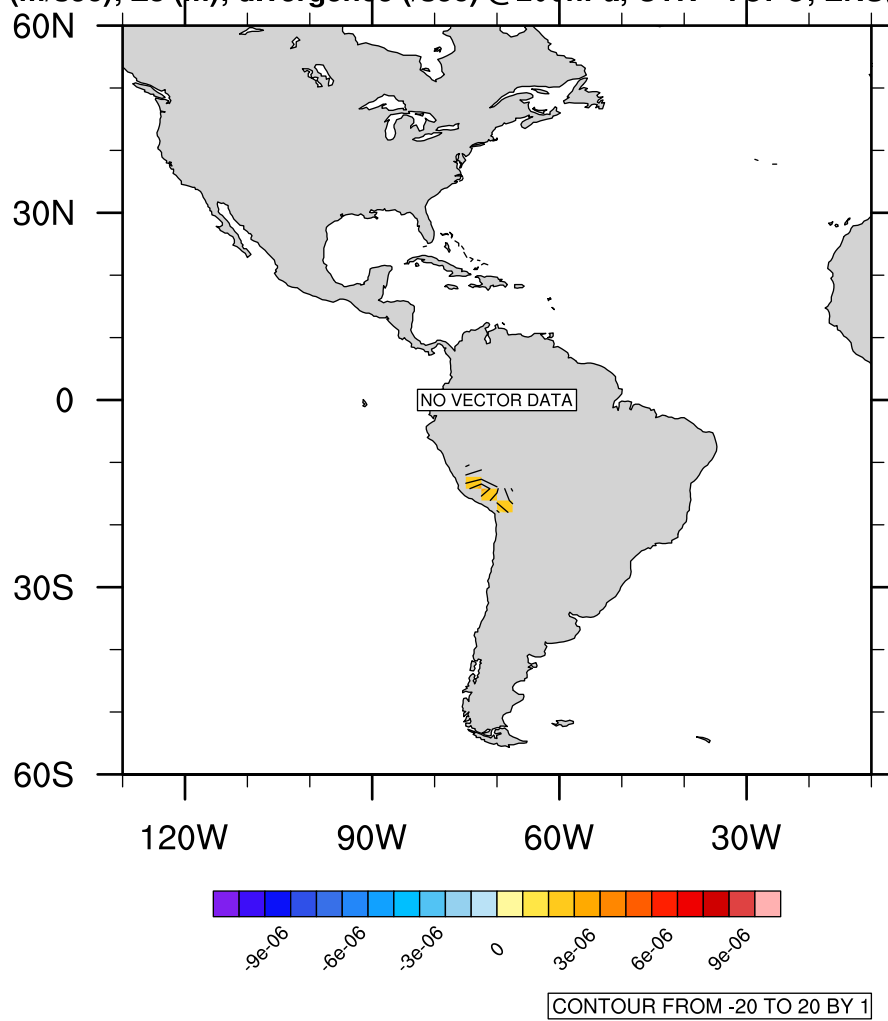 60N
30N
0
NO VECTOR DATA
30S
60S
120W 90W 60W 30W
-9e-06 -6e-06 -3e-06 0 3e-06 6e-06 9e-06
CONTOUR FROM -20 TO 20 BY 1